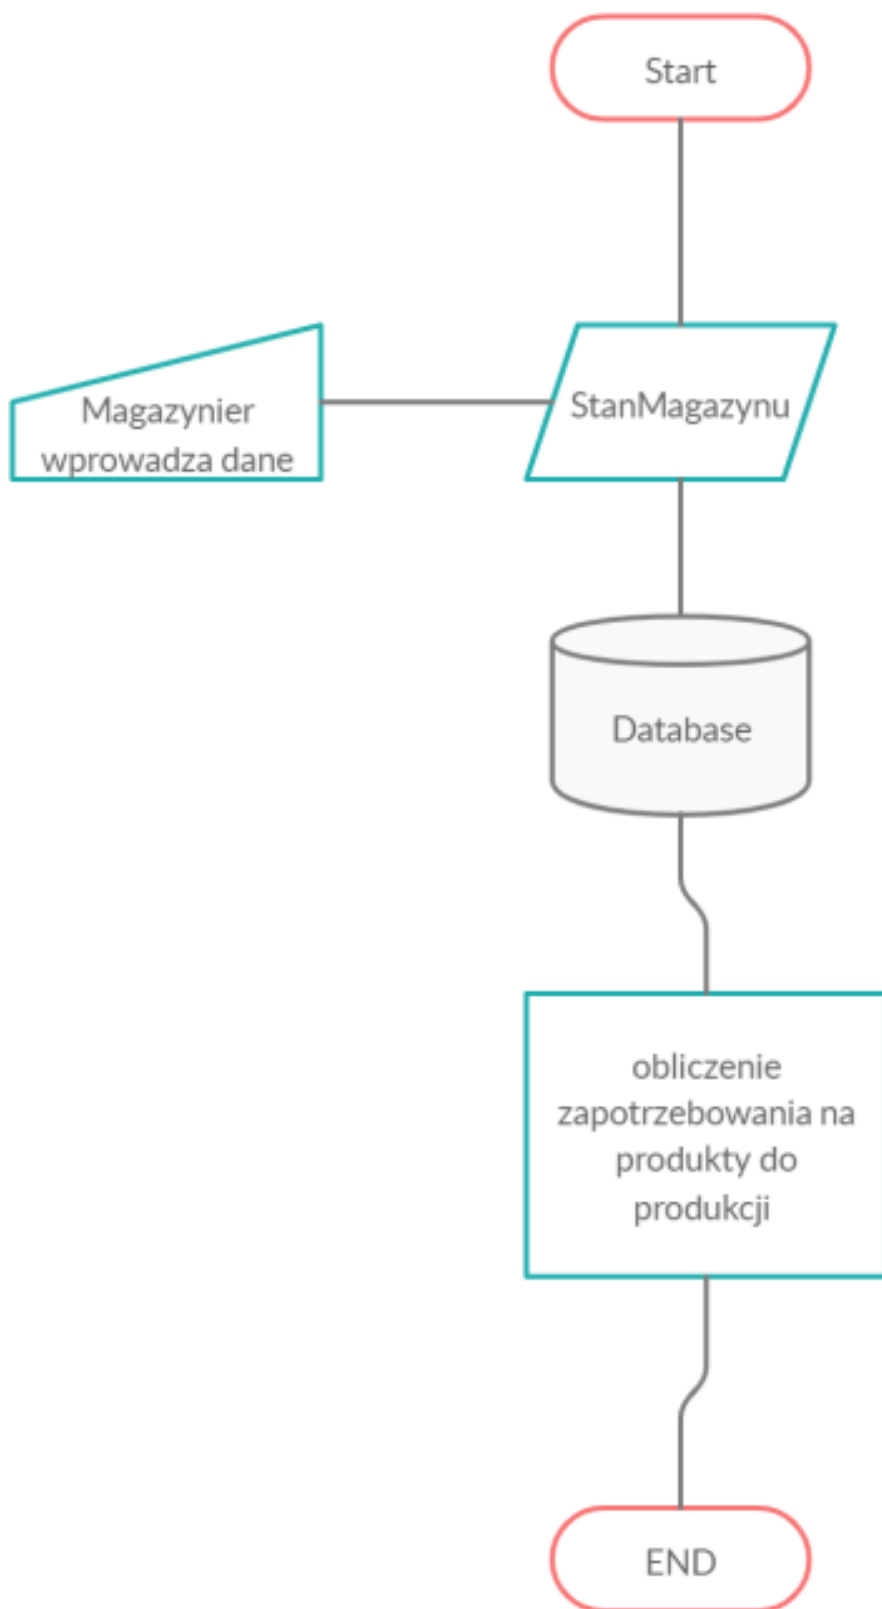 Start
Magazynier
wprowadza dane
StanMagazynu
Database
obliczenie
zapotrzebowania na
produkty do
produkcji
END